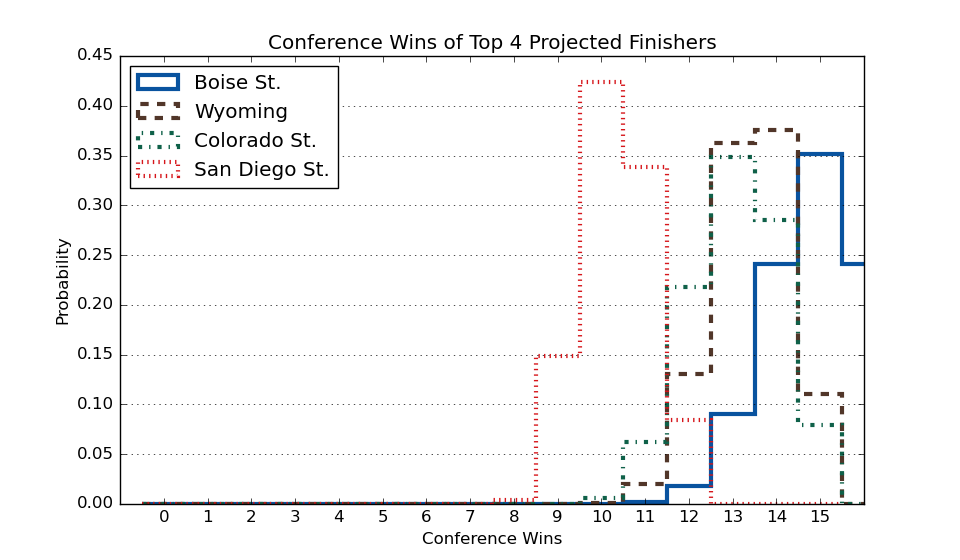 Conference Wins of Top 4 Projected Finishers
Boise St.
Wyoming
Colorado St.
San Diego St.
Probability
0.45
0.40
0.35
0.30
0.25
0.20
0.15
0.10
0.05
0.00
0 1 2 3 4 5 6 7 8 9 10 11 12 13 14 15
Conference Wins